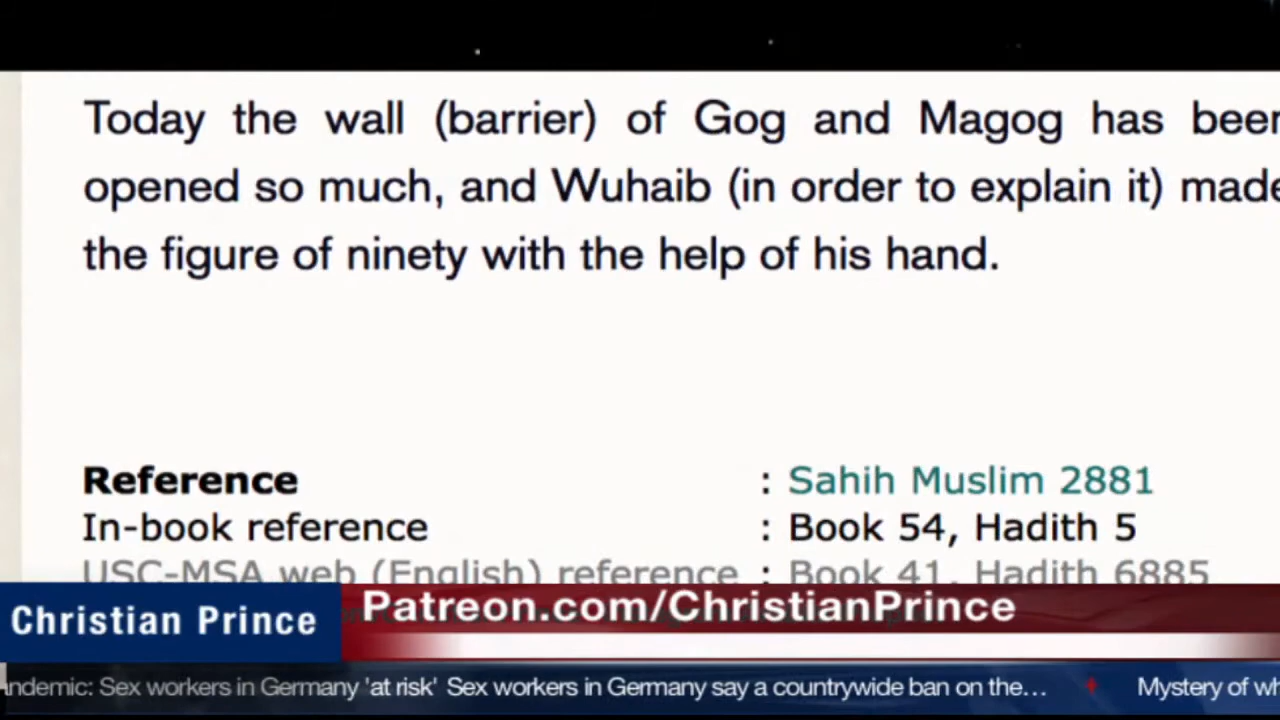 Today the wall (barrier) of Gog and Magog has been
opened so much, and Wuhaib (in order to explain it) made
the figure of ninety with the help of his hand.
Reference : Sahih Muslim 2881
In-book reference : Book 54, Hadith 5
USC-MSA web (English) reference : Book 41, Hadith 6885
Christian Prince
Patreon.com/ChristianPrince
andemic: Sex workers in Germany 'at risk' Sex workers in Germany say a countrywide ban on the… Mystery of wh